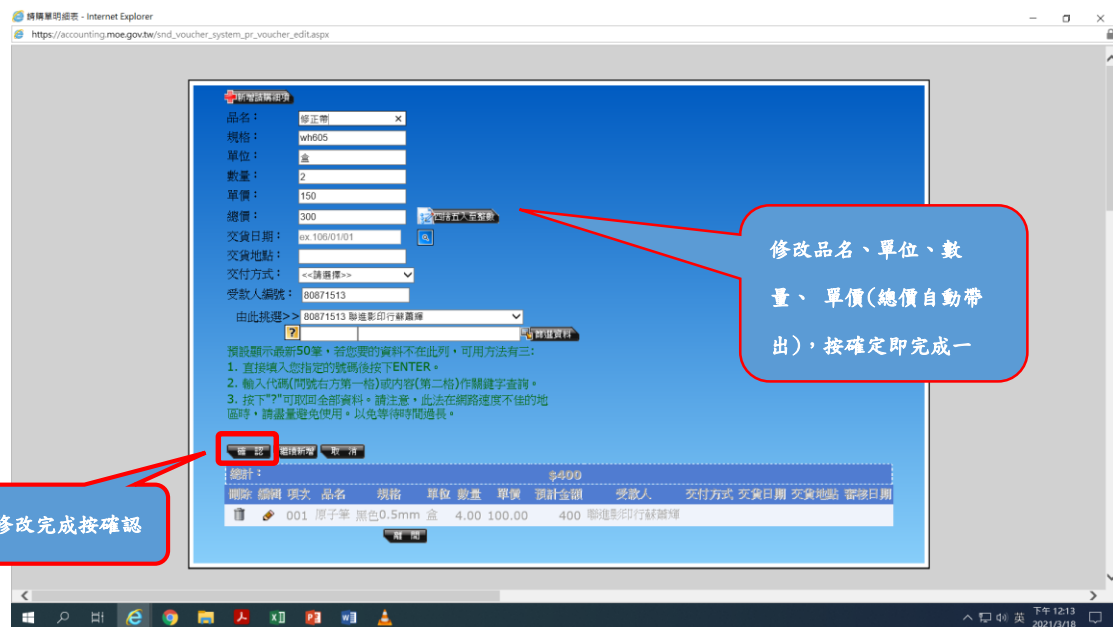 請購單明細表 - Internet Explorer
https://accounting.moe.gov.tw/snd_voucher_system_pr_voucher_edit.aspx
新增請購細項
品名： 修正帶 ×
規格： wh605
單位： 盒
數量： 2
單價： 150
總價： 300 四捨五入至整數
交貨日期： ex.106/01/01
交貨地點：
交付方式： <<請選擇>>
受款人編號： 80871513
由此挑選>> 80871513 聯進影印行蘇蕭輝
? 篩選資料
預設顯示最新50筆，若您要的資料不在此列，可用方法有三:
1. 直接填入您指定的號碼後按下ENTER。
2. 輸入代碼(問號右方第一格)或內容(第二格)作關鍵字查詢。
3. 按下"?"可取回全部資料。請注意，此法在網路速度不佳的地
區時，請盡量避免使用。以免等待時間過長。
確 認 繼續新增 取 消
總計： $400
刪除 編輯 項次 品名 規格 單位 數量 單價 預計金額 受款人 交付方式 交貨日期 交貨地點 審核日期
001 原子筆 黑色0.5mm 盒 4.00 100.00 400 聯進影印行蘇蕭輝
離 開
修改品名、單位、數
量、 單價(總價自動帶
出)，按確定即完成一
修改完成按確認
英 下午 12:13
2021/3/18